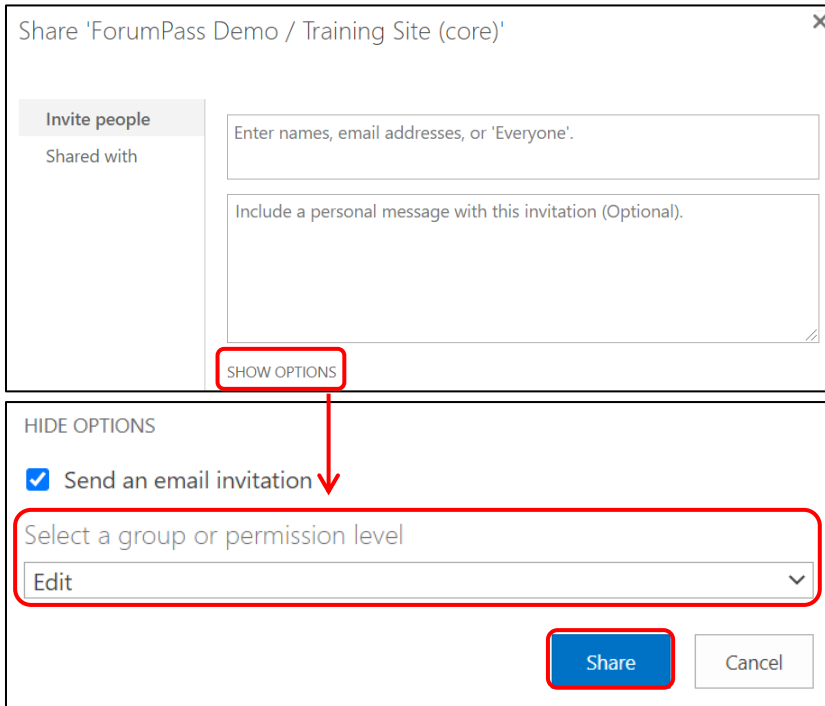 Share 'ForumPass Demo / Training Site (core)'
Invite people
Shared with
Enter names, email addresses, or 'Everyone'.
Include a personal message with this invitation (Optional).
SHOW OPTIONS
HIDE OPTIONS
Send an email invitation
Select a group or permission level
Edit
Share
Cancel